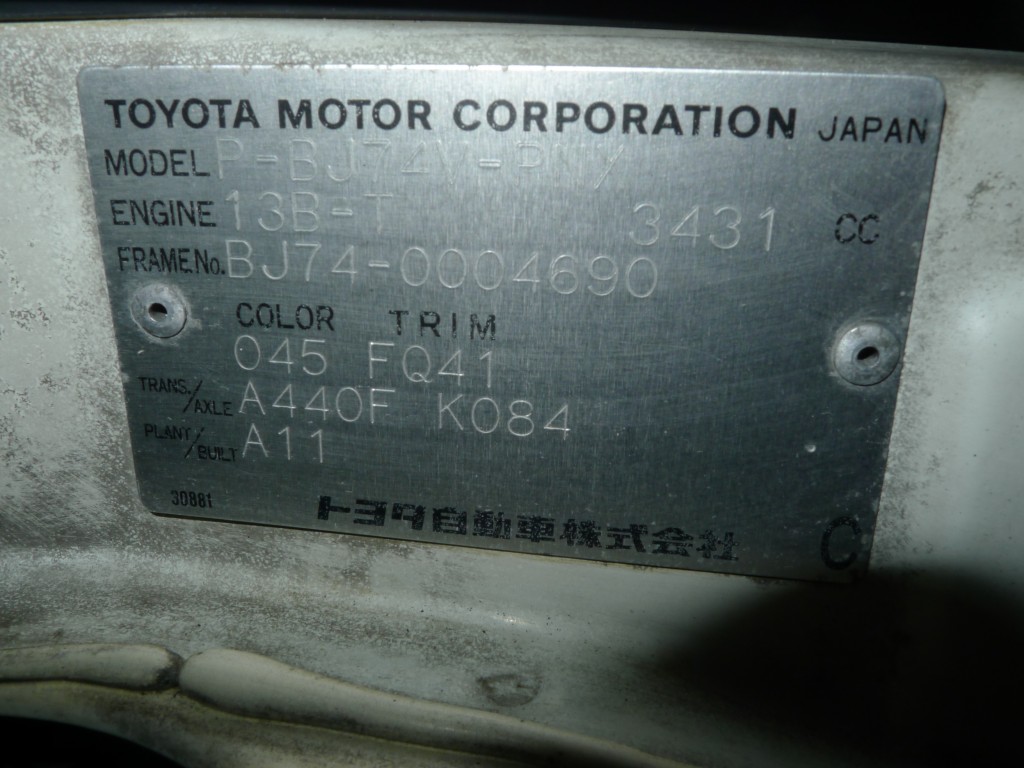 TOYOTA MOTOR CORPORATION JAPAN
MODEL
ENGINE 13B-T 3431 CC
FRAME No. BJ74-0004690
COLOR TRIM
045 FQ41
TRANS./AXLE A440F K084
PLANT/BUILT A11
30881
トヨタ自動車株式会社 C